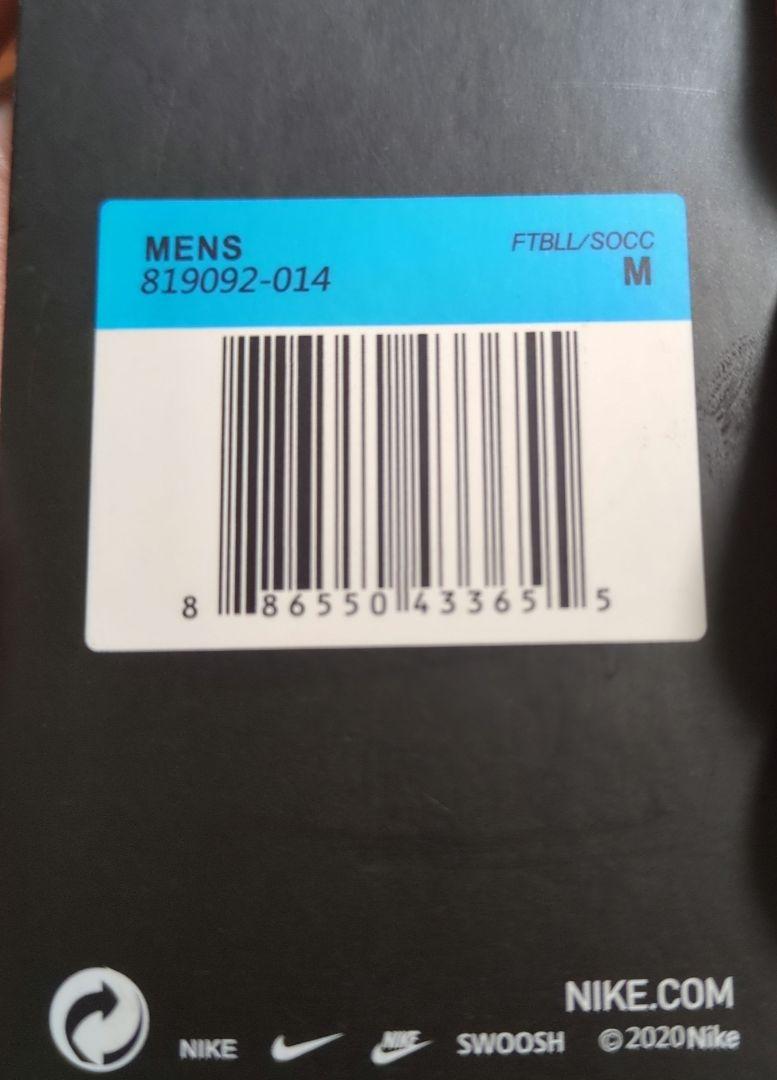 MENS
819092-014
FTBLL/SOCC
M
8 86550 43365 5
NIKE.COM
NIKE NIKE SWOOSH ©2020 Nike